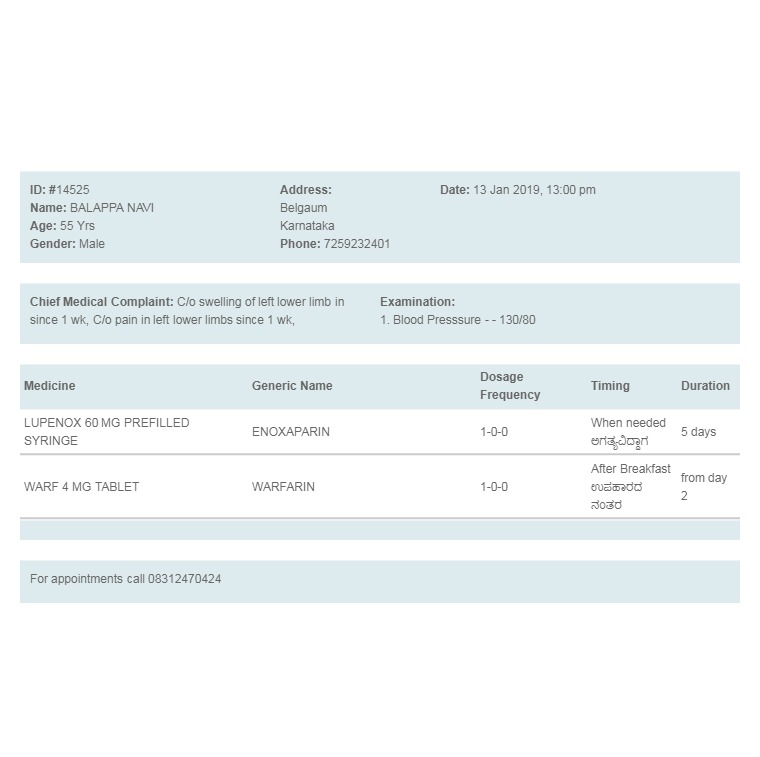 ID: #14525
Name: BALAPPA NAVI
Age: 55 Yrs
Gender: Male
Address:
Belgaum
Karnataka
Phone: 7259232401
Date: 13 Jan 2019, 13:00 pm
Chief Medical Complaint: C/o swelling of left lower limb in
since 1 wk, C/o pain in left lower limbs since 1 wk,
Examination:
1. Blood Presssure - - 130/80
Medicine Generic Name Dosage Frequency Timing Duration
LUPENOX 60 MG PREFILLED
SYRINGE
ENOXAPARIN
1-0-0
When needed
ಅಗತ್ಯವಿದ್ದಾಗ
5 days
WARF 4 MG TABLET
WARFARIN
1-0-0
After Breakfast
ಉಪಹಾರದ
ನಂತರ
from day
2
For appointments call 08312470424